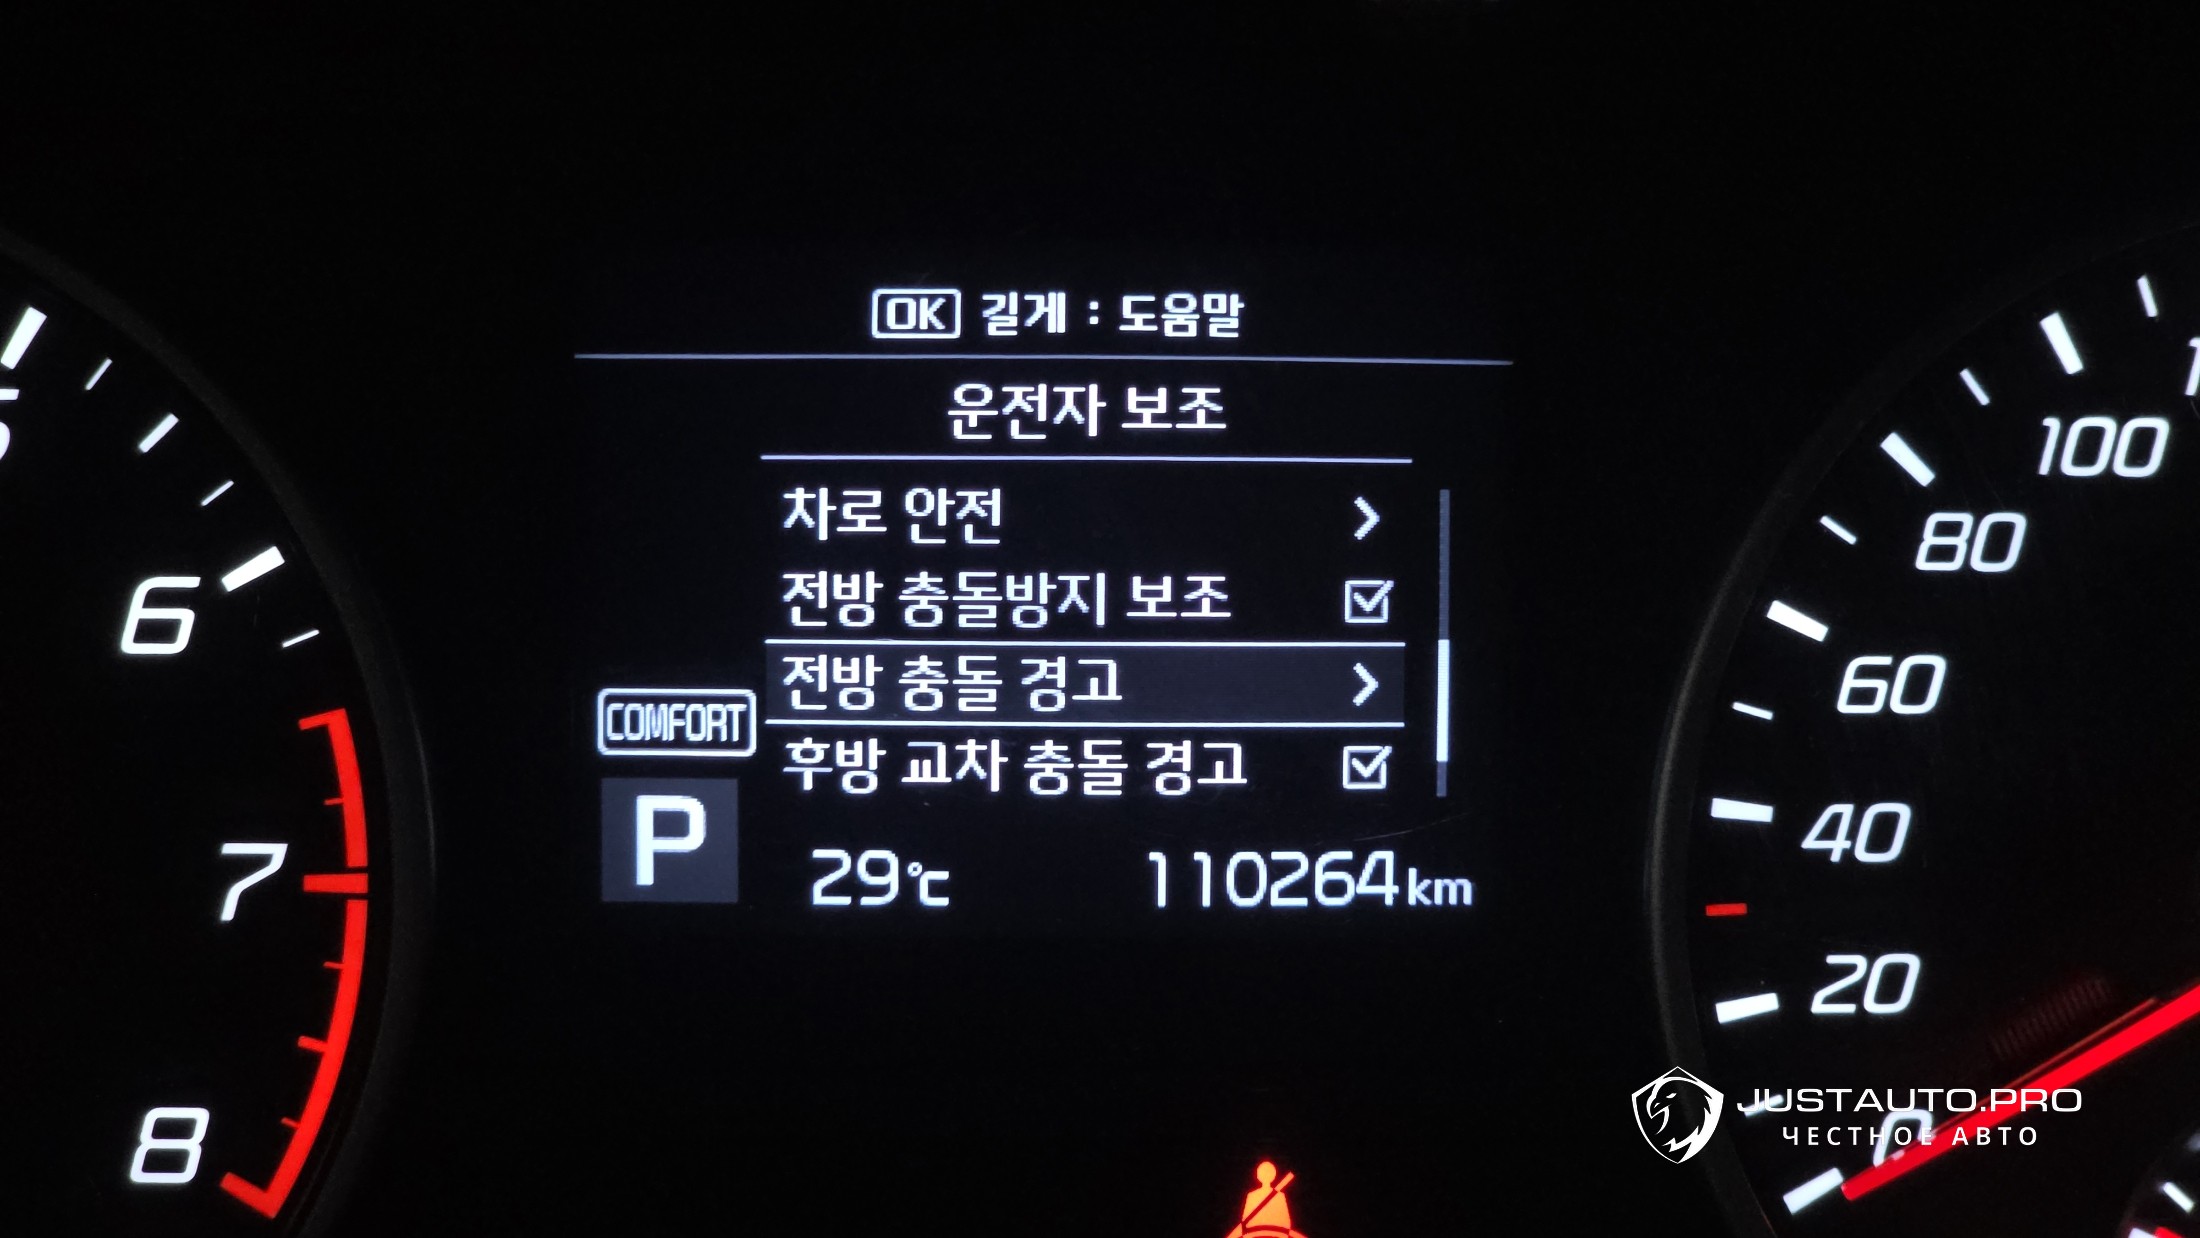 OK 길게 : 도움말
운전자 보조
차로 안전
전방 충돌방지 보조
전방 충돌 경고
후방 교차 충돌 경고
COMFORT
P
29℃
110264km
6
7
8
100
80
60
40
20
0
JUSTAUTO.PRO
ЧЕСТНОЕ АВТО